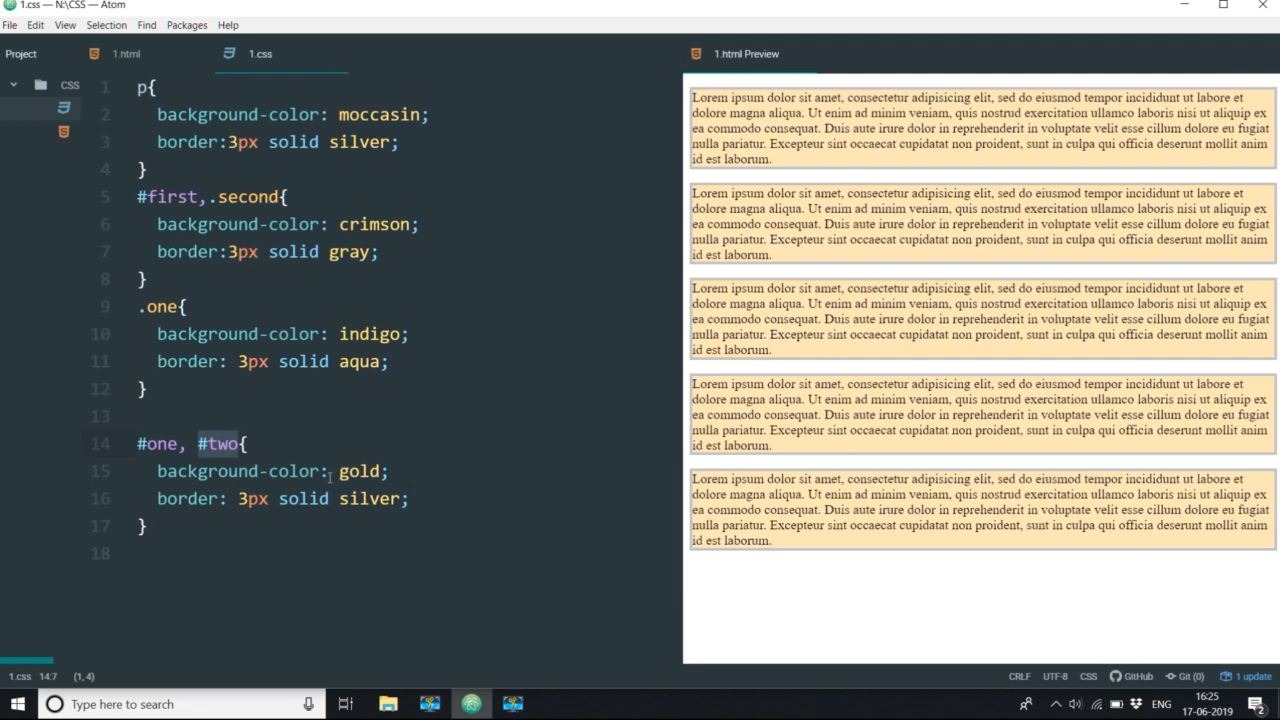 1.css — N:\CSS — Atom
File Edit View Selection Find Packages Help
Project
1.html
1.css
1.html Preview
CSS
1 p{
2 background-color: moccasin;
3 border:3px solid silver;
4 }
5 #first,.second{
6 background-color: crimson;
7 border:3px solid gray;
8 }
9 .one{
10 background-color: indigo;
11 border: 3px solid aqua;
12 }
13
14 #one, #two{
15 background-color: gold;
16 border: 3px solid silver;
17 }
18
Lorem ipsum dolor sit amet, consectetur adipisicing elit, sed do eiusmod tempor incididunt ut labore et
dolore magna aliqua. Ut enim ad minim veniam, quis nostrud exercitation ullamco laboris nisi ut aliquip ex
ea commodo consequat. Duis aute irure dolor in reprehenderit in voluptate velit esse cillum dolore eu fugiat
nulla pariatur. Excepteur sint occaecat cupidatat non proident, sunt in culpa qui officia deserunt mollit anim
id est laborum.
Lorem ipsum dolor sit amet, consectetur adipisicing elit, sed do eiusmod tempor incididunt ut labore et
dolore magna aliqua. Ut enim ad minim veniam, quis nostrud exercitation ullamco laboris nisi ut aliquip ex
ea commodo consequat. Duis aute irure dolor in reprehenderit in voluptate velit esse cillum dolore eu fugiat
nulla pariatur. Excepteur sint occaecat cupidatat non proident, sunt in culpa qui officia deserunt mollit anim
id est laborum.
Lorem ipsum dolor sit amet, consectetur adipisicing elit, sed do eiusmod tempor incididunt ut labore et
dolore magna aliqua. Ut enim ad minim veniam, quis nostrud exercitation ullamco laboris nisi ut aliquip ex
ea commodo consequat. Duis aute irure dolor in reprehenderit in voluptate velit esse cillum dolore eu fugiat
nulla pariatur. Excepteur sint occaecat cupidatat non proident, sunt in culpa qui officia deserunt mollit anim
id est laborum.
Lorem ipsum dolor sit amet, consectetur adipisicing elit, sed do eiusmod tempor incididunt ut labore et
dolore magna aliqua. Ut enim ad minim veniam, quis nostrud exercitation ullamco laboris nisi ut aliquip ex
ea commodo consequat. Duis aute irure dolor in reprehenderit in voluptate velit esse cillum dolore eu fugiat
nulla pariatur. Excepteur sint occaecat cupidatat non proident, sunt in culpa qui officia deserunt mollit anim
id est laborum.
Lorem ipsum dolor sit amet, consectetur adipisicing elit, sed do eiusmod tempor incididunt ut labore et
dolore magna aliqua. Ut enim ad minim veniam, quis nostrud exercitation ullamco laboris nisi ut aliquip ex
ea commodo consequat. Duis aute irure dolor in reprehenderit in voluptate velit esse cillum dolore eu fugiat
nulla pariatur. Excepteur sint occaecat cupidatat non proident, sunt in culpa qui officia deserunt mollit anim
id est laborum.
1.css 14:7 (1, 4)
CRLF UTF-8 CSS GitHub Git (0) 1 update
Type here to search
ENG
16:25
17-06-2019
2